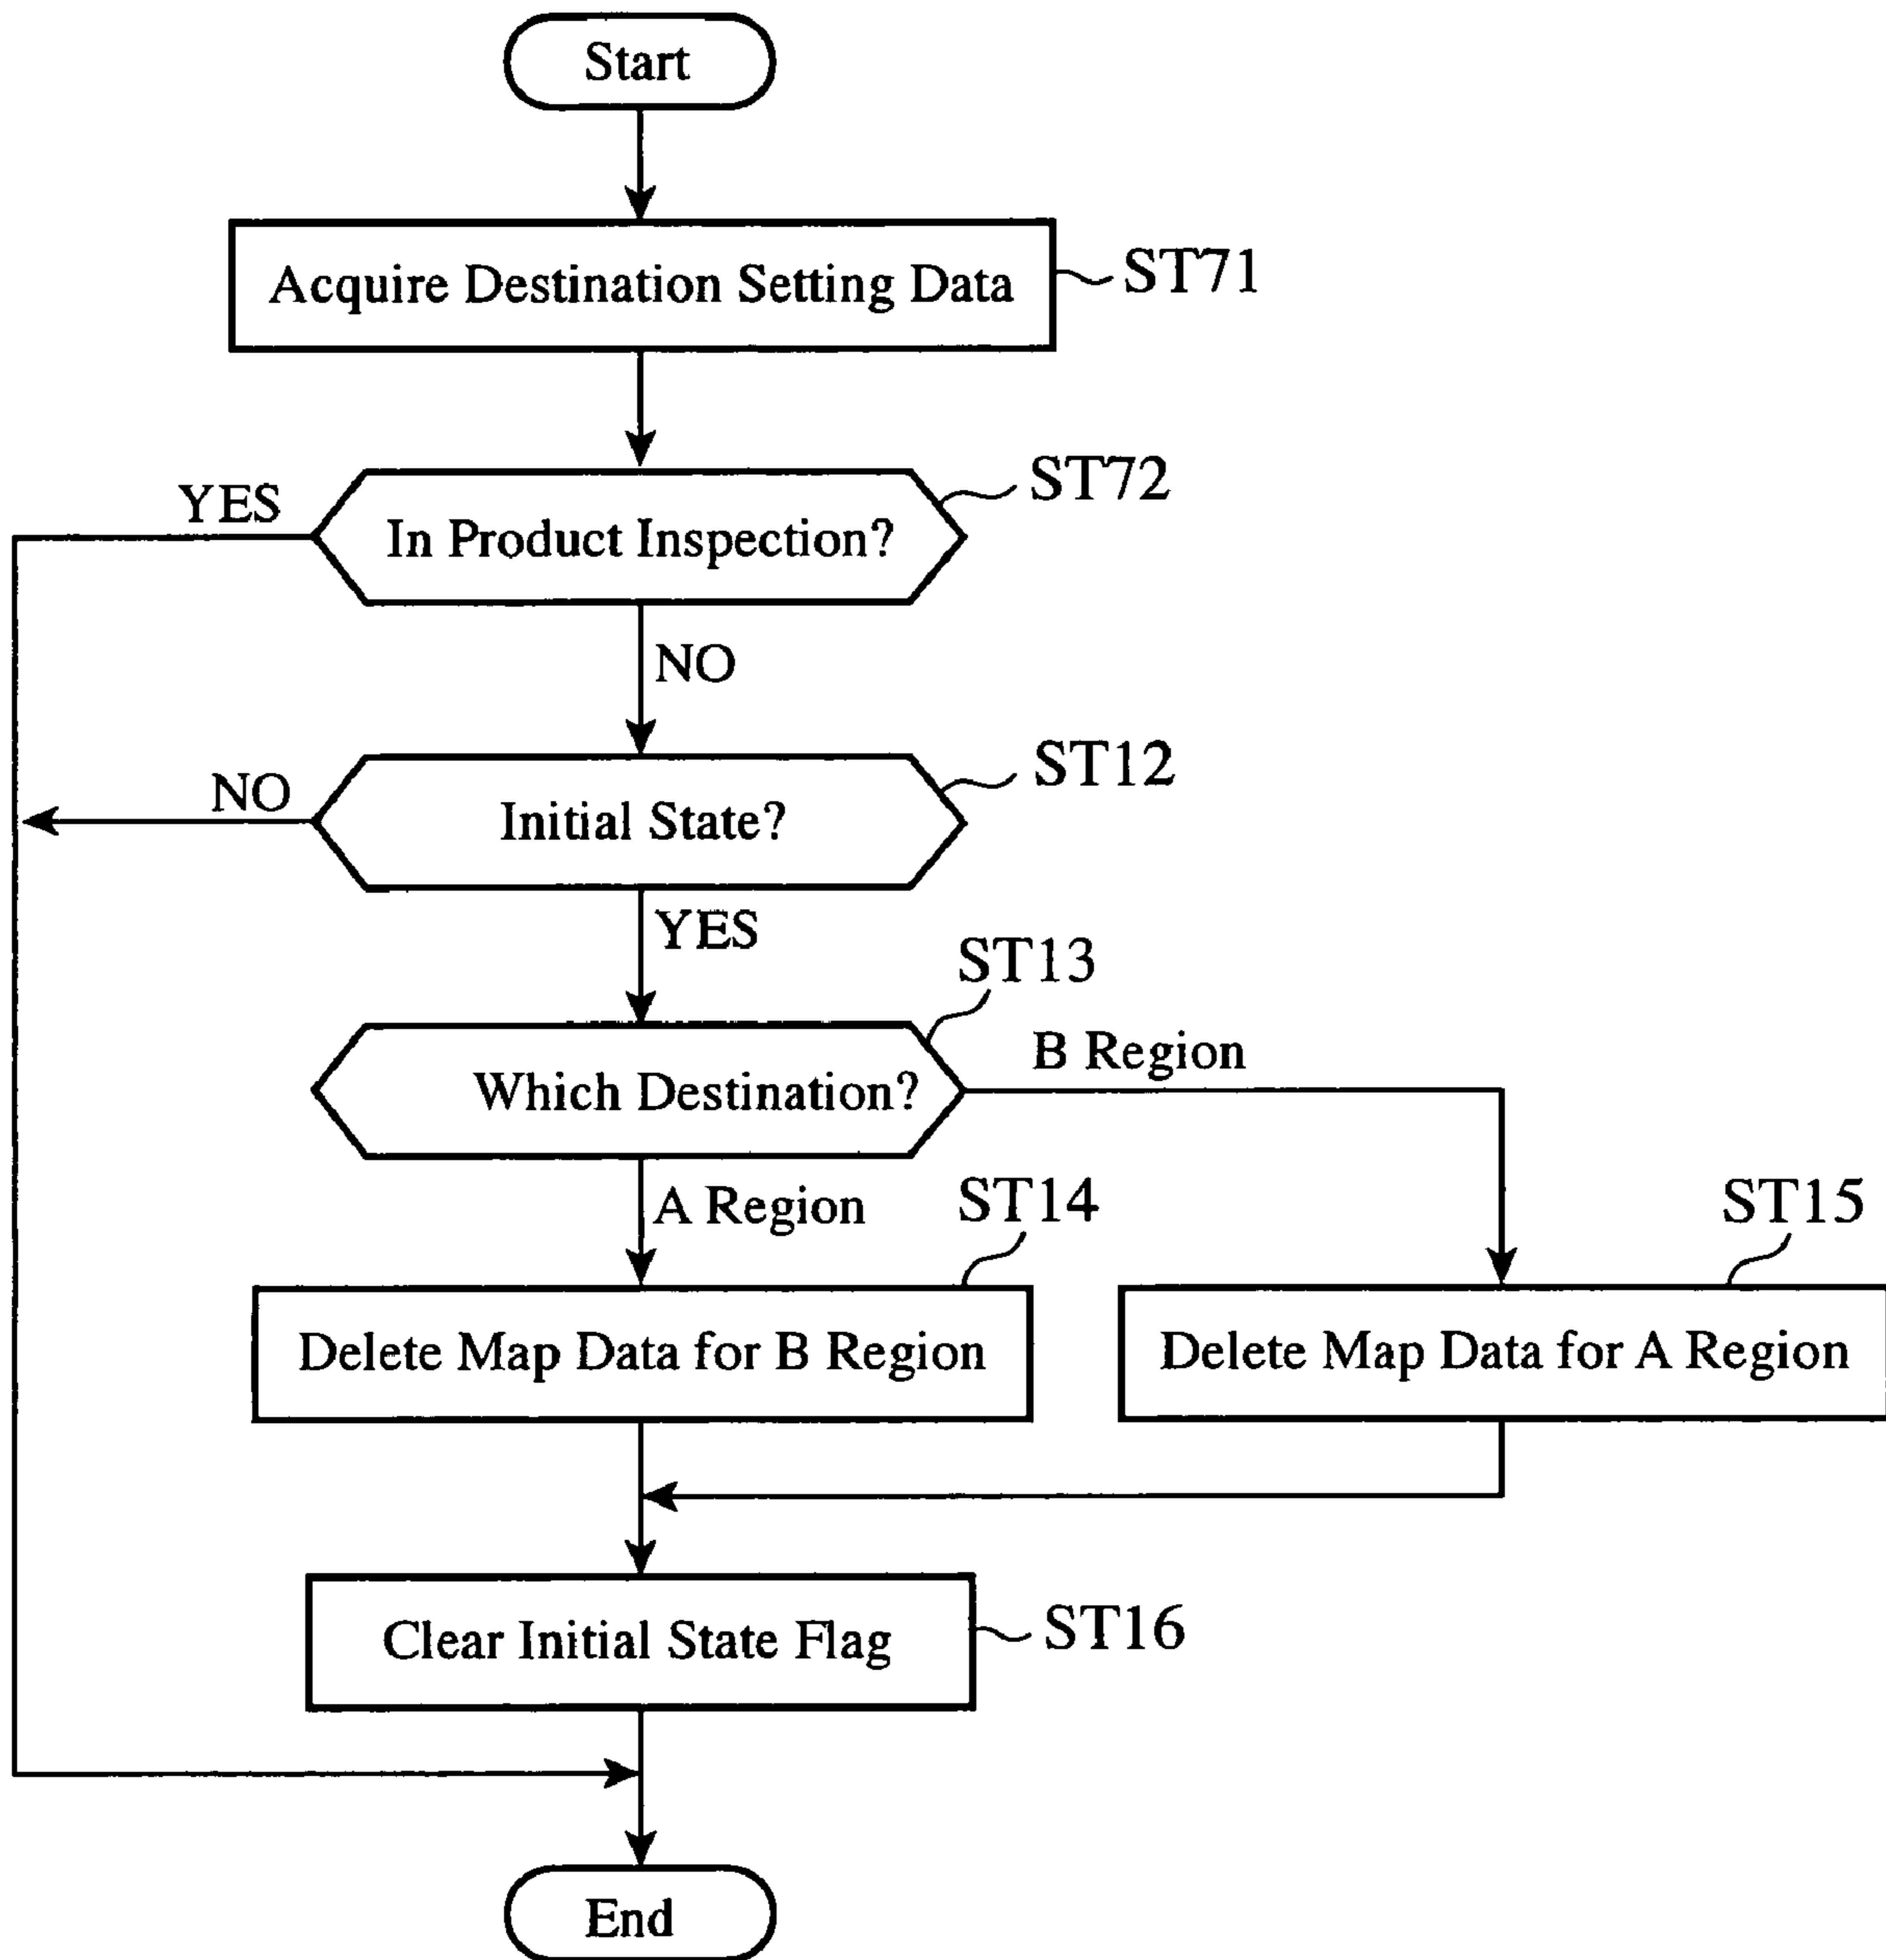 Start
Acquire Destination Setting Data
ST71
YES
In Product Inspection?
ST72
NO
NO
Initial State?
ST12
YES
ST13
Which Destination?
B Region
A Region
ST14
ST15
Delete Map Data for B Region
Delete Map Data for A Region
Clear Initial State Flag
ST16
End